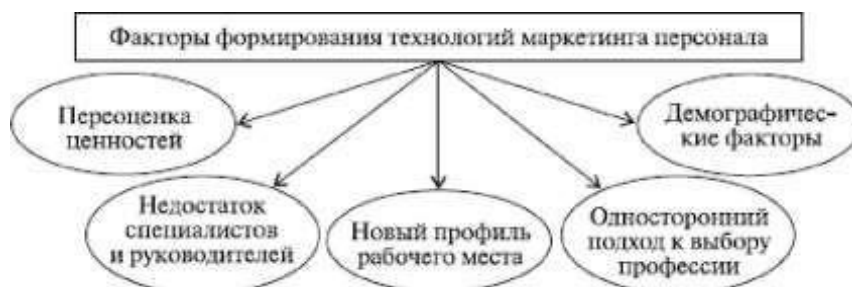 Факторы формирования технологий маркетинга персонала
Переоценка
ценностей
Демографичес-
кие факторы
Недостаток
специалистов
и руководителей
Новый профиль
рабочего места
Односторонний
подход к выбору
профессии